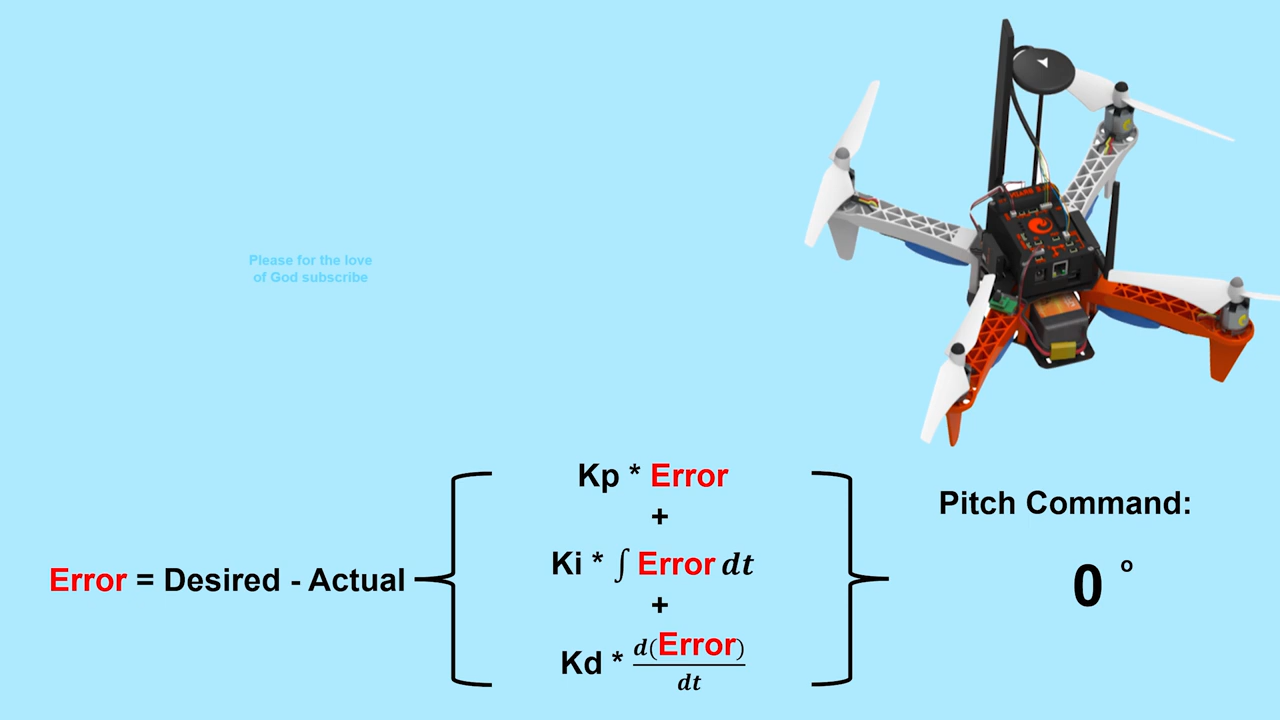 Please for the love
of God subscribe
Kp * Error
+
Ki * ∫ Error dt
+
Kd * d(Error)/dt
Error = Desired - Actual
Pitch Command:
0 °